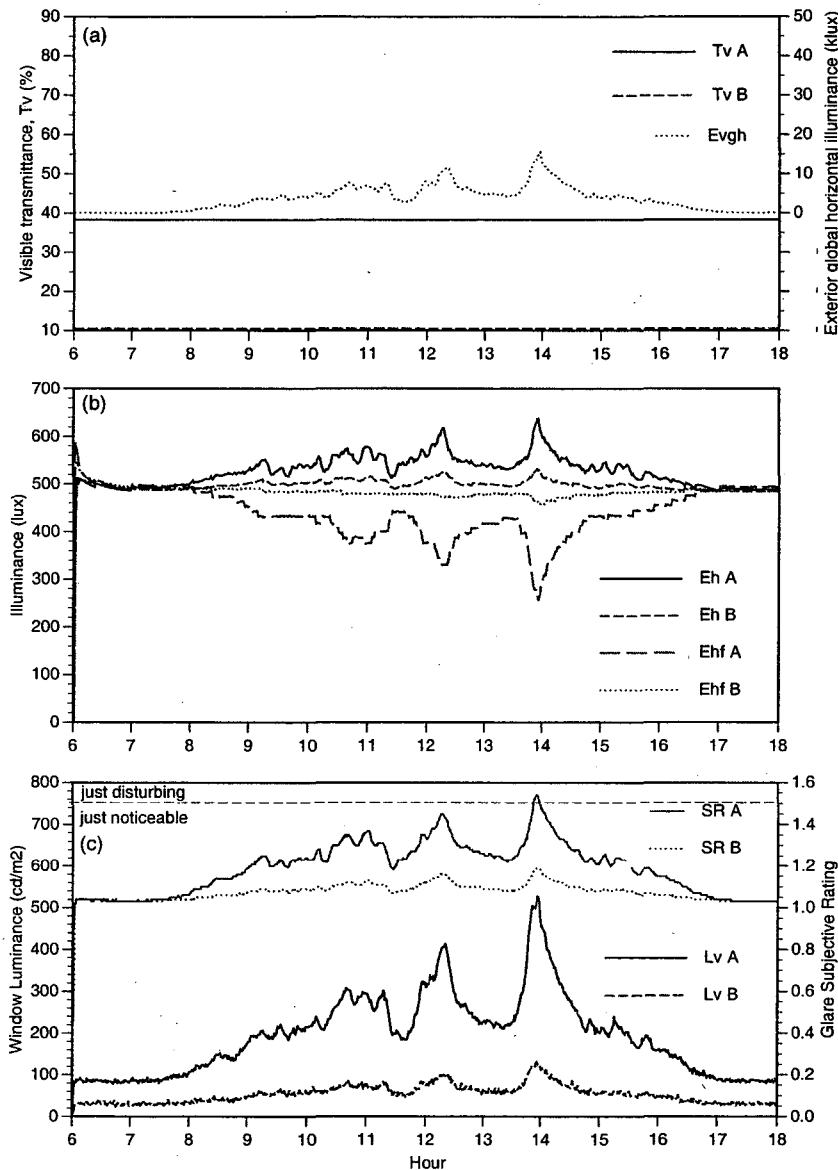 (a)
Visible transmittance, Tv (%)
90
80
70
60
50
40
30
20
10
Tv A
Tv B
Evgh
50
40
30
20
10
0
Exterior global horizontal illuminance (klux)
6 7 8 9 10 11 12 13 14 15 16 17 18
(b)
Illuminance (lux)
700
600
500
400
300
200
100
0
Eh A
Eh B
Ehf A
Ehf B
6 7 8 9 10 11 12 13 14 15 16 17 18
(c)
just disturbing
just noticeable
Window Luminance (cd/m2)
800
700
600
500
400
300
200
100
0
SR A
SR B
Lv A
Lv B
1.6
1.4
1.2
1.0
0.8
0.6
0.4
0.2
0.0
Glare Subjective Rating
6 7 8 9 10 11 12 13 14 15 16 17 18
Hour